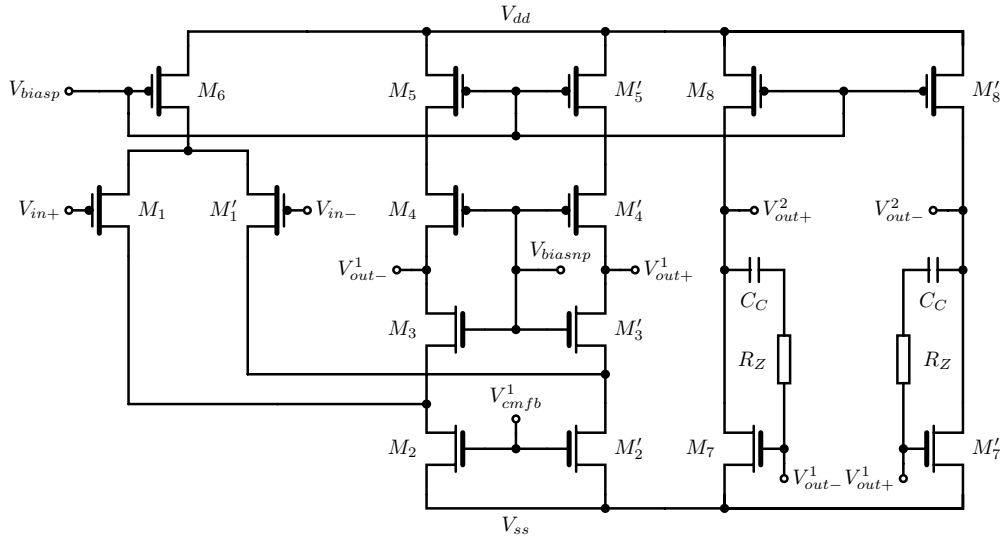 V_{dd}
V_{biasp} M_6 M_5 M'_5 M_8 M'_8
V_{in+} M_1 M'_1 V_{in-} M_4 M'_4 V^2_{out+} V^2_{out-}
V^1_{out-} V_{biasnp} V^1_{out+}
C_C C_C
M_3 M'_3
R_Z R_Z
V^1_{cmfb}
M_2 M'_2 M_7 M'_7
V^1_{out-} V^1_{out+}
V_{ss}